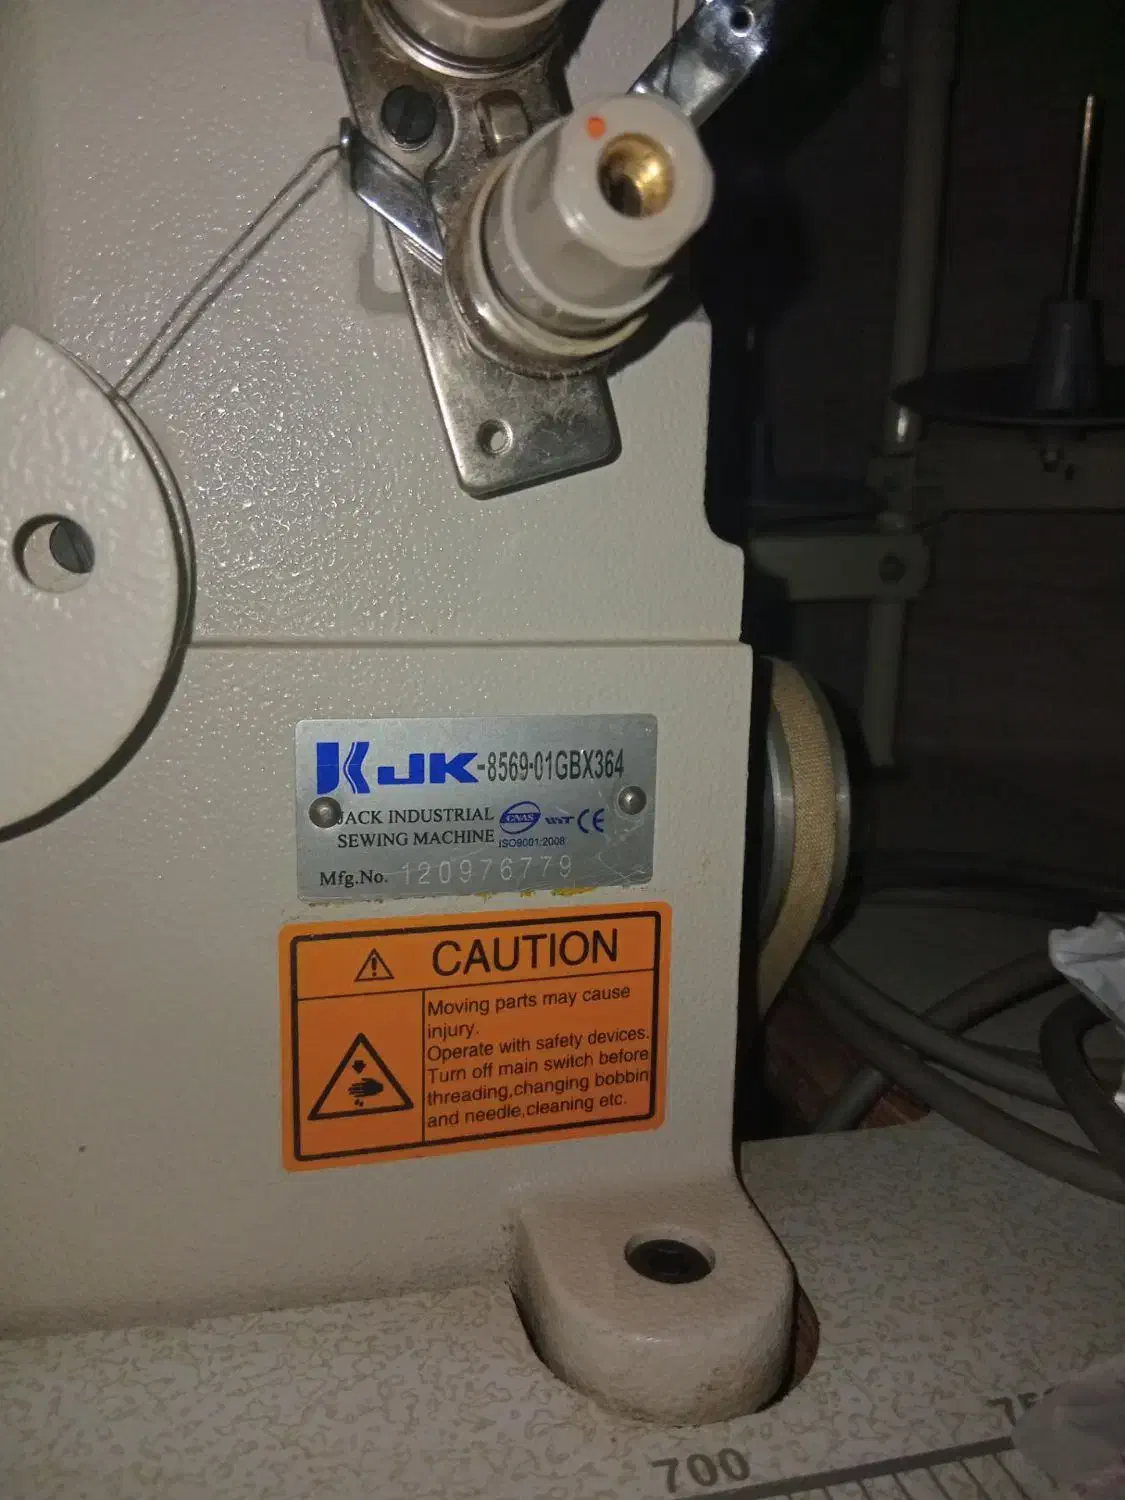 JK-8569-01GBX364
JACK INDUSTRIAL
SEWING MACHINE
CNAS
CE
ISO9001:2008
Mfg.No. 120976779
CAUTION
Moving parts may cause
injury.
Operate with safety devices.
Turn off main switch before
threading,changing bobbin
and needle,cleaning etc.
700